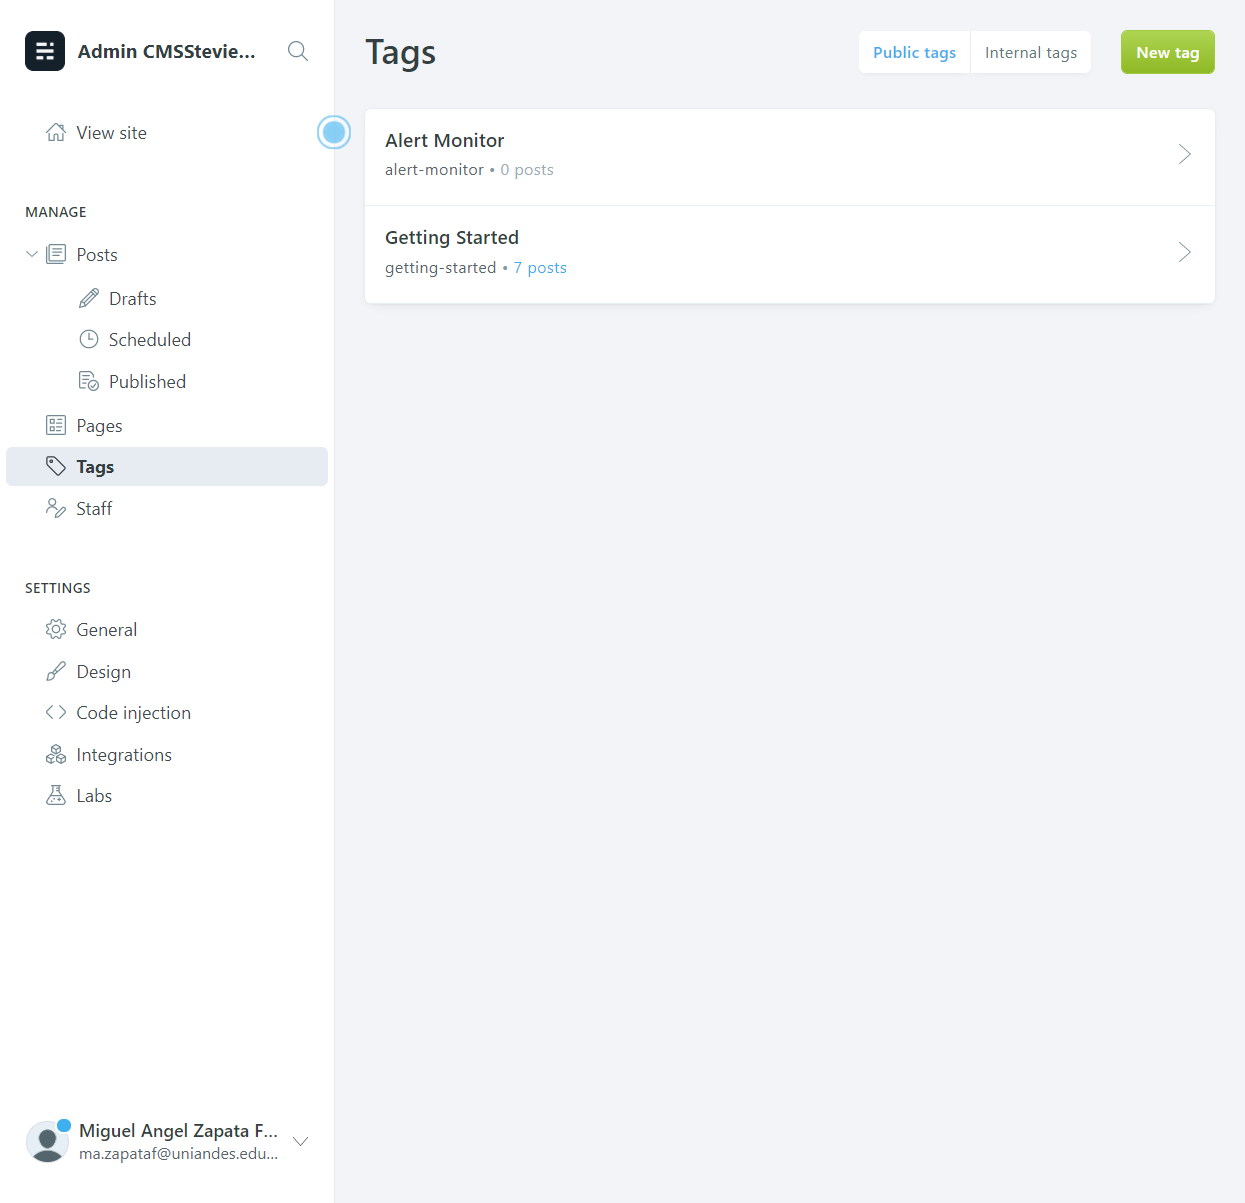 Admin CMSStevie...
View site
MANAGE
Posts
Drafts
Scheduled
Published
Pages
Tags
Staff
SETTINGS
General
Design
Code injection
Integrations
Labs
Miguel Angel Zapata F...
ma.zapataf@uniandes.edu...
Tags
Public tags
Internal tags
New tag
Alert Monitor
alert-monitor • 0 posts
Getting Started
getting-started • 7 posts